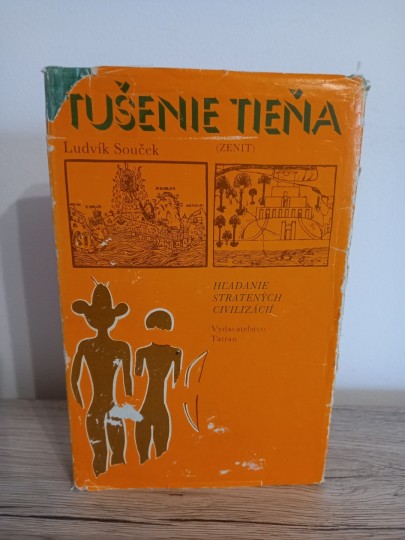 TUŠENIE TIEŇA
Ludvík Souček
(ZENIT)
HĽADANIE
STRATENÝCH
CIVILIZÁCIÍ
Vydavateľstvo
Tatran